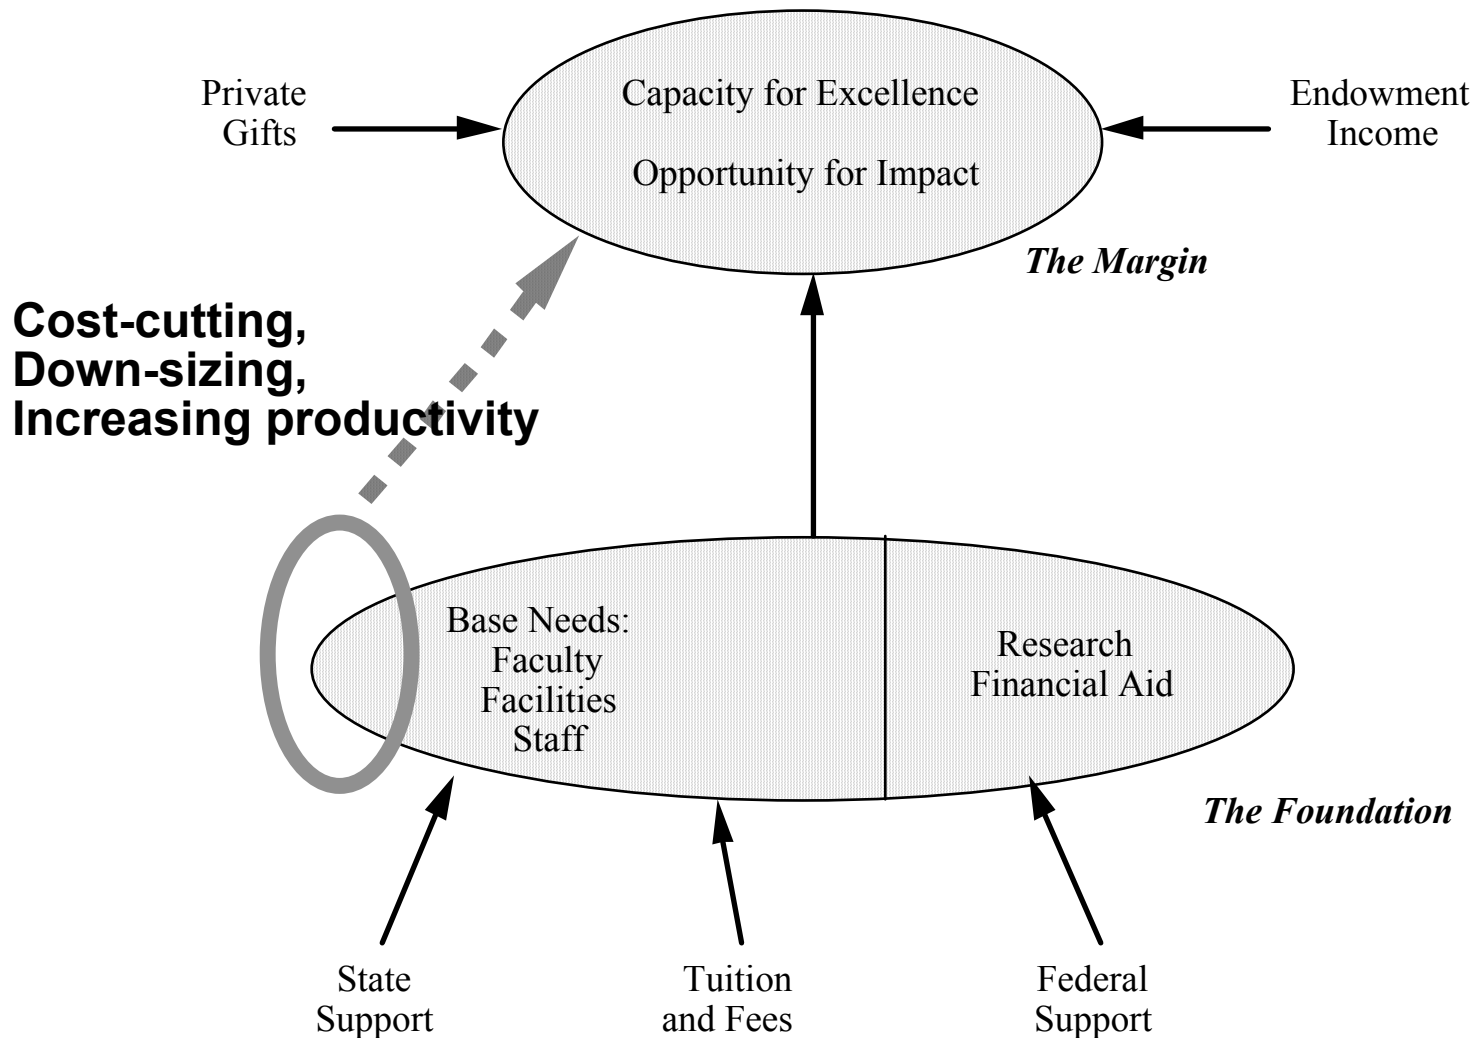 Private
Gifts
Capacity for Excellence
Opportunity for Impact
Endowment
Income
The Margin
Cost-cutting,
Down-sizing,
Increasing productivity
Base Needs:
Faculty
Facilities
Staff
Research
Financial Aid
The Foundation
State
Support
Tuition
and Fees
Federal
Support